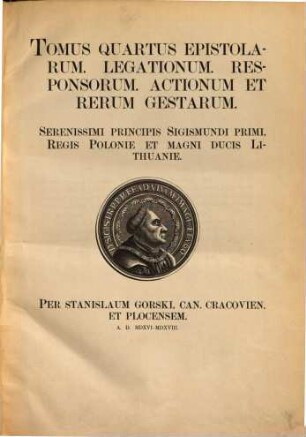 TOMUS QUARTUS EPISTOLA-
RUM. LEGATIONUM. RES-
PONSORUM. ACTIONUM ET
RERUM GESTARUM.
SERENISSIMI PRINCIPIS SIGISMUNDI PRIMI,
REGIS POLONIE ET MAGNI DUCIS LI-
THUANIE.
PER STANISLAUM GORSKI, CAN. CRACOVIEN.
ET PLOCENSEM.
A. D. MDXVI-MDXVIII.